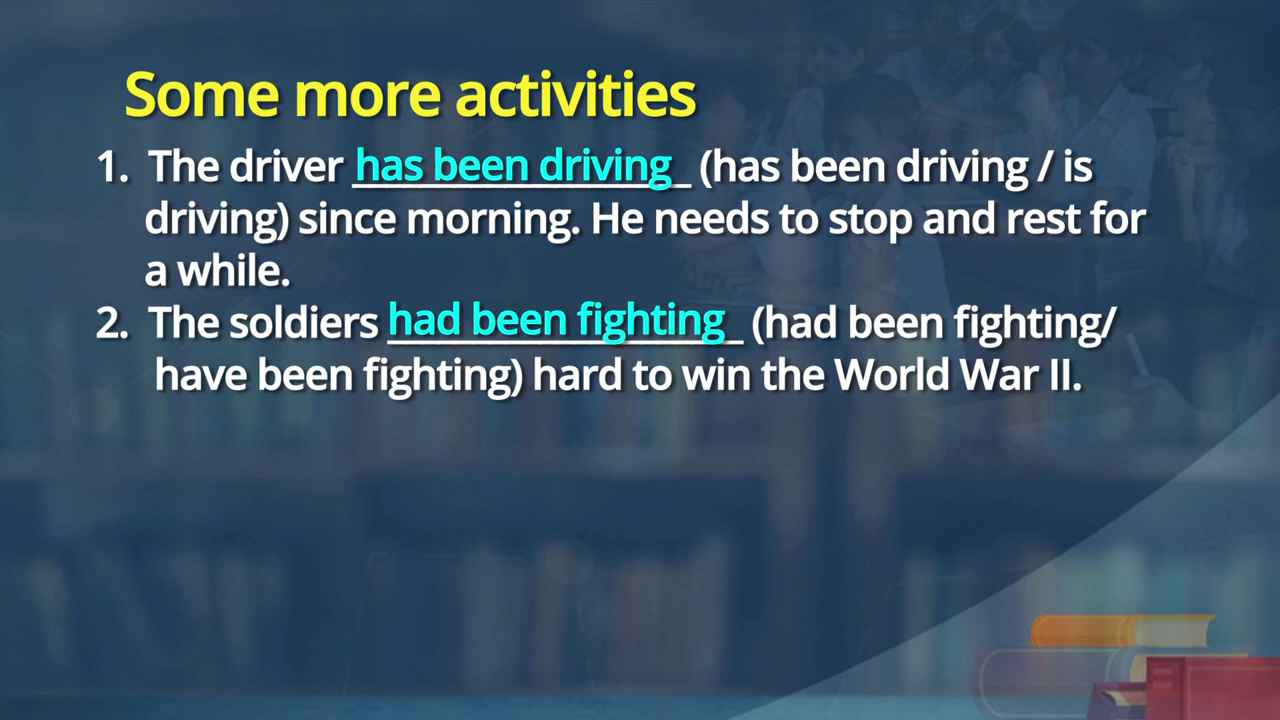 Some more activities
1. The driver has been driving (has been driving / is
driving) since morning. He needs to stop and rest for
a while.
2. The soldiers had been fighting (had been fighting/
have been fighting) hard to win the World War II.